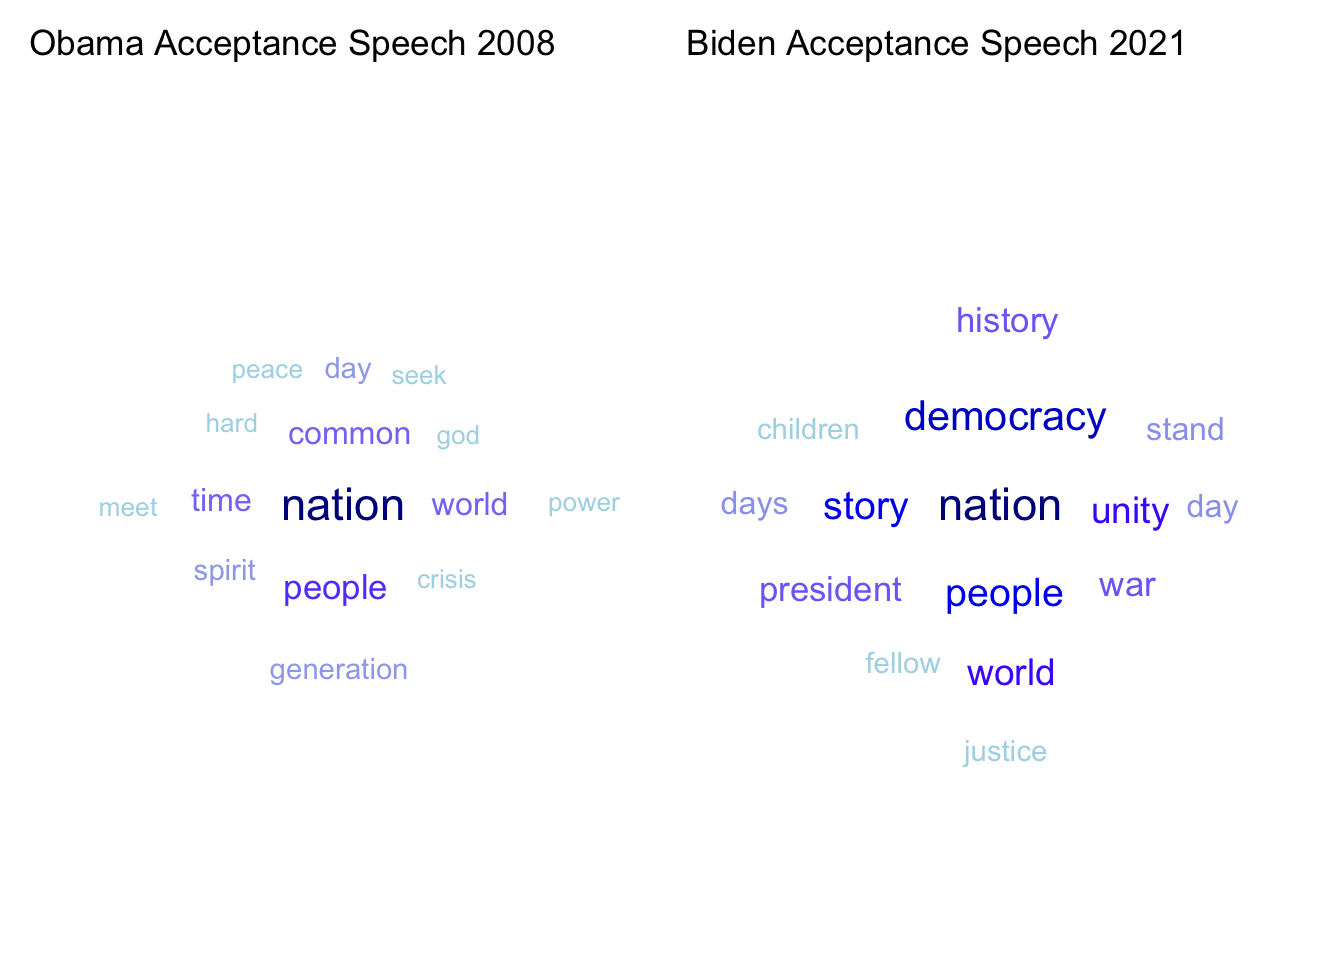 Obama Acceptance Speech 2008
peace day seek
hard common god
meet time nation world power
spirit people crisis
generation
Biden Acceptance Speech 2021
history
children democracy stand
days story nation unity day
president people war
fellow world
justice